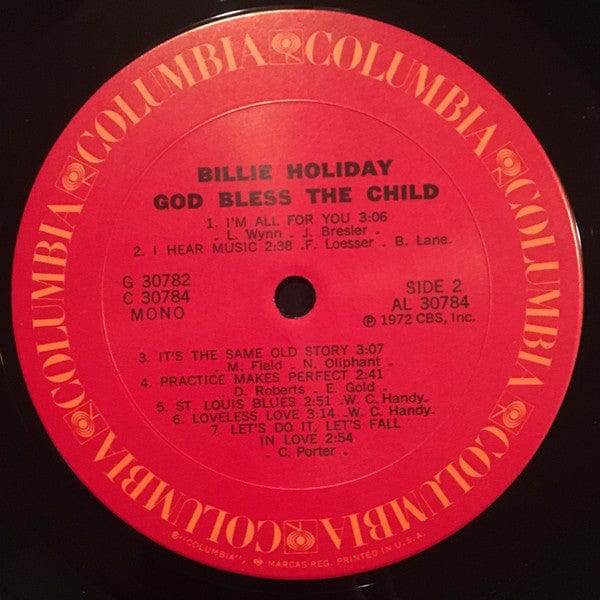 COLUMBIA COLUMBIA COLUMBIA COLUMBIA COLUMBIA COLUMBIA
BILLIE HOLIDAY
GOD BLESS THE CHILD
1. I'M ALL FOR YOU 3:06
- L. Wynn - J. Bresler -
2. I HEAR MUSIC 2:38 - F. Loesser - B. Lane -
G 30782
C 30784
MONO
SIDE 2
AL 30784
℗ 1972 CBS, Inc.
3. IT'S THE SAME OLD STORY 3:07
- M. Field - N. Oliphant -
4. PRACTICE MAKES PERFECT 2:41
- D. Roberts - E. Gold -
5. ST. LOUIS BLUES 2:51 - W. C. Handy -
6. LOVELESS LOVE 3:14 - W. C. Handy -
7. LET'S DO IT, LET'S FALL
IN LOVE 2:54
- C. Porter -
®"COLUMBIA", MARCAS REG. PRINTED IN U.S.A.